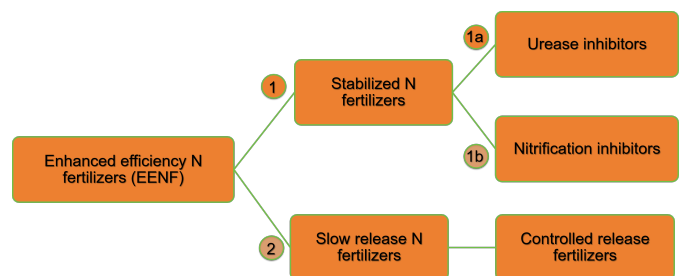 1a
Urease inhibitors
1
Stabilized N
fertilizers
1b
Nitrification inhibitors
Enhanced efficiency N
fertilizers (EENF)
2
Slow release N
fertilizers
Controlled release
fertilizers